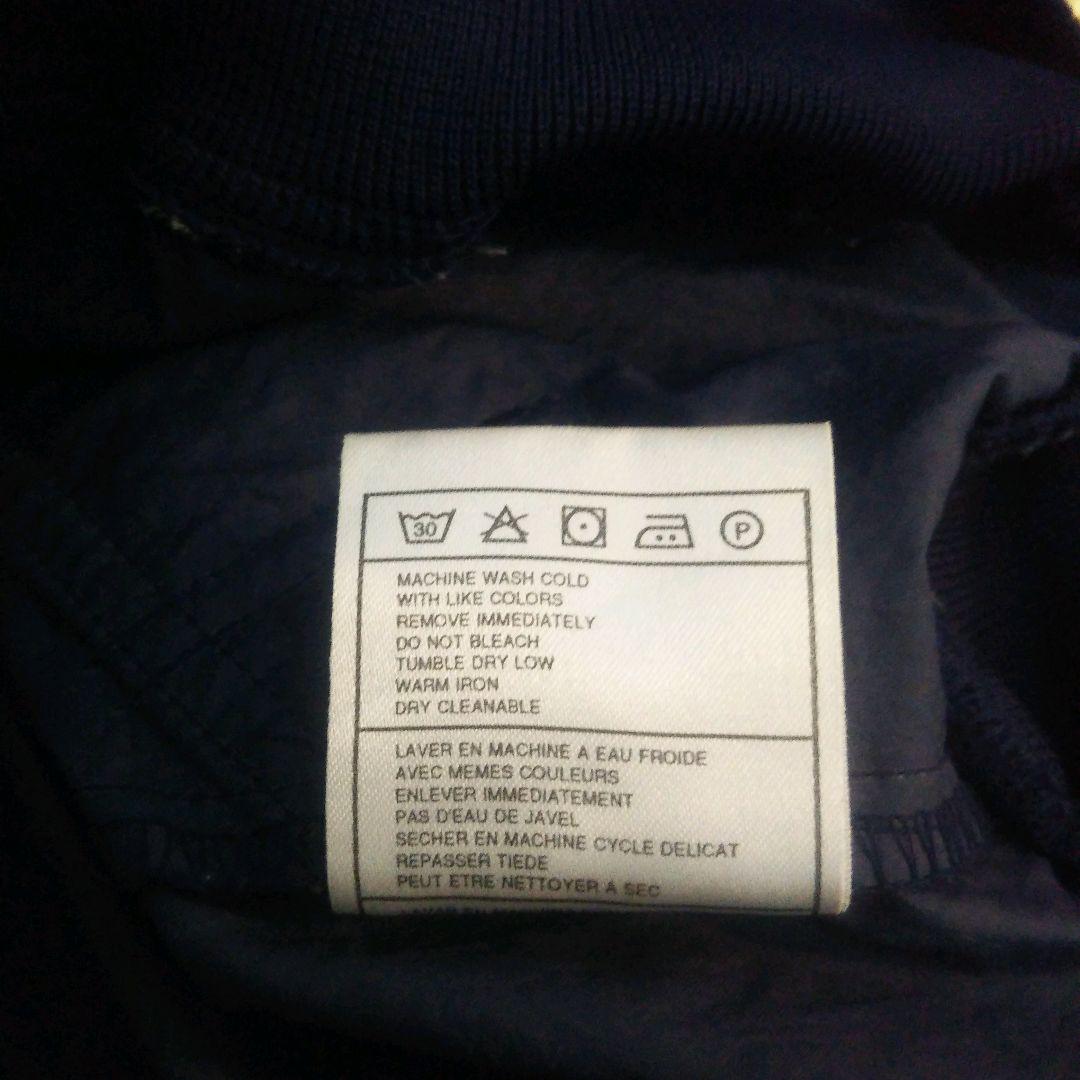 30 P
MACHINE WASH COLD
WITH LIKE COLORS
REMOVE IMMEDIATELY
DO NOT BLEACH
TUMBLE DRY LOW
WARM IRON
DRY CLEANABLE
LAVER EN MACHINE A EAU FROIDE
AVEC MEMES COULEURS
ENLEVER IMMEDIATEMENT
PAS D'EAU DE JAVEL
SECHER EN MACHINE CYCLE DELICAT
REPASSER TIEDE
PEUT ETRE NETTOYER A SEC